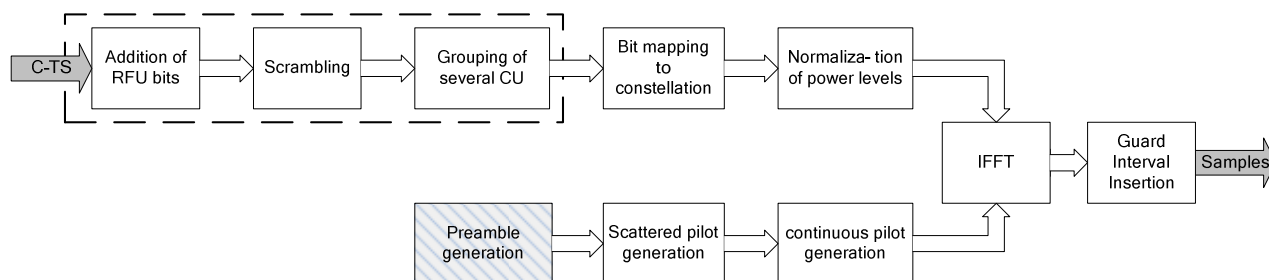 C-TS
Addition of
RFU bits
Scrambling
Grouping of
several CU
Bit mapping
to
constellation
Normaliza- tion
of power levels
IFFT
Guard
Interval
Insertion
Samples
Preamble
generation
Scattered pilot
generation
continuous pilot
generation